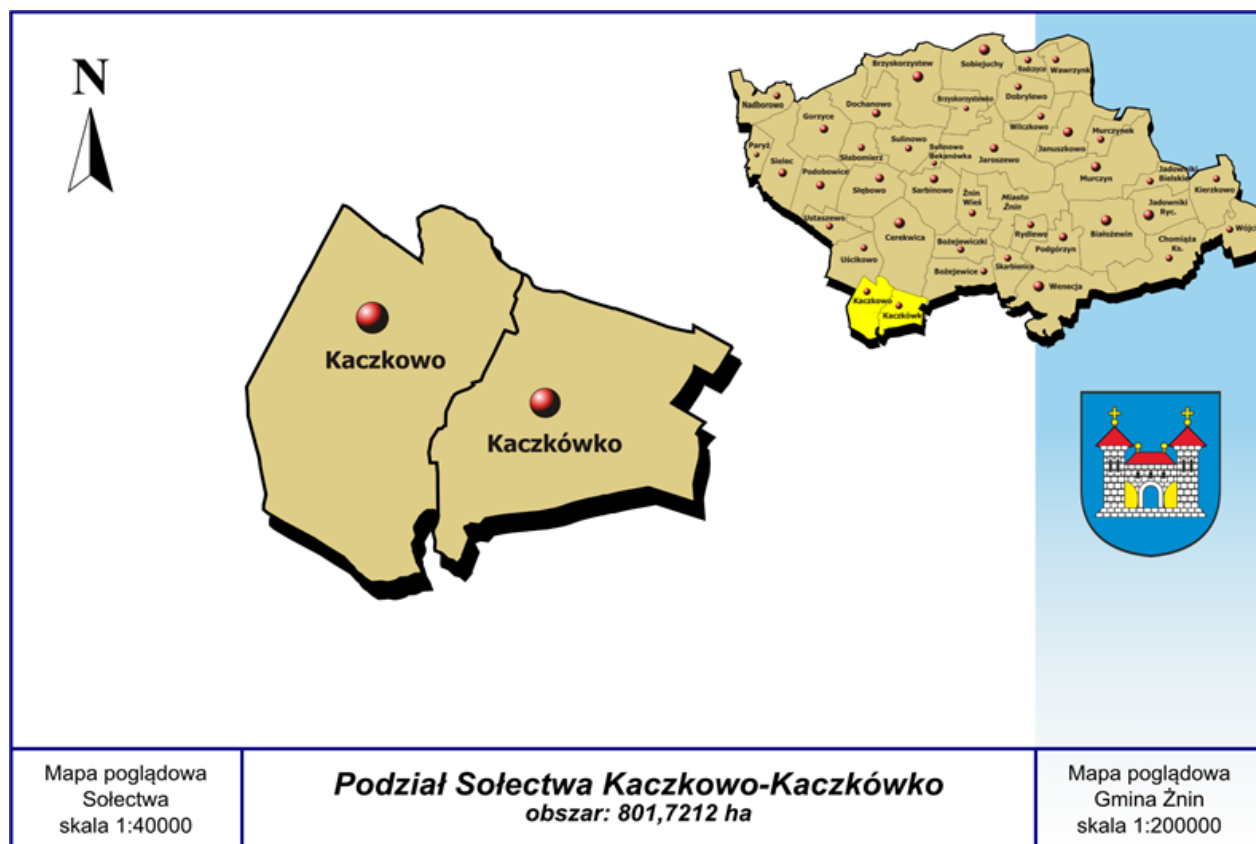 N
Kaczkowo
Kaczkówko
Brzyskorzystew
Sobiejuchy
Wawrzynk
Nadborowo
Dochanowo
Brzyskorzystewko
Dobrylewo
Gorzyce
Wilczkowo
Murczynek
Januszkowo
Paryż
Słabomierz
Sulinowo
Sulinowo
Bekanówka
Jaroszewo
Sielec
Podobowice
Murczyn
Jadowniki
Bielskie
Kierzkowo
Słębowo
Sarbinowo
Żnin
Wieś
Miasto
Żnin
Jadowniki
Ryc.
Ustaszewo
Cerekwica
Rydlewo
Białożewin
Wójci
Uścikowo
Bożejewiczki
Podgórzyn
Chomiąża
Ks.
Bożejewice
Skarbienice
Wenecja
Kaczkowo
Kaczkówk
Mapa poglądowa
Sołectwa
skala 1:40000
Podział Sołectwa Kaczkowo-Kaczkówko
obszar: 801,7212 ha
Mapa poglądowa
Gmina Żnin
skala 1:200000